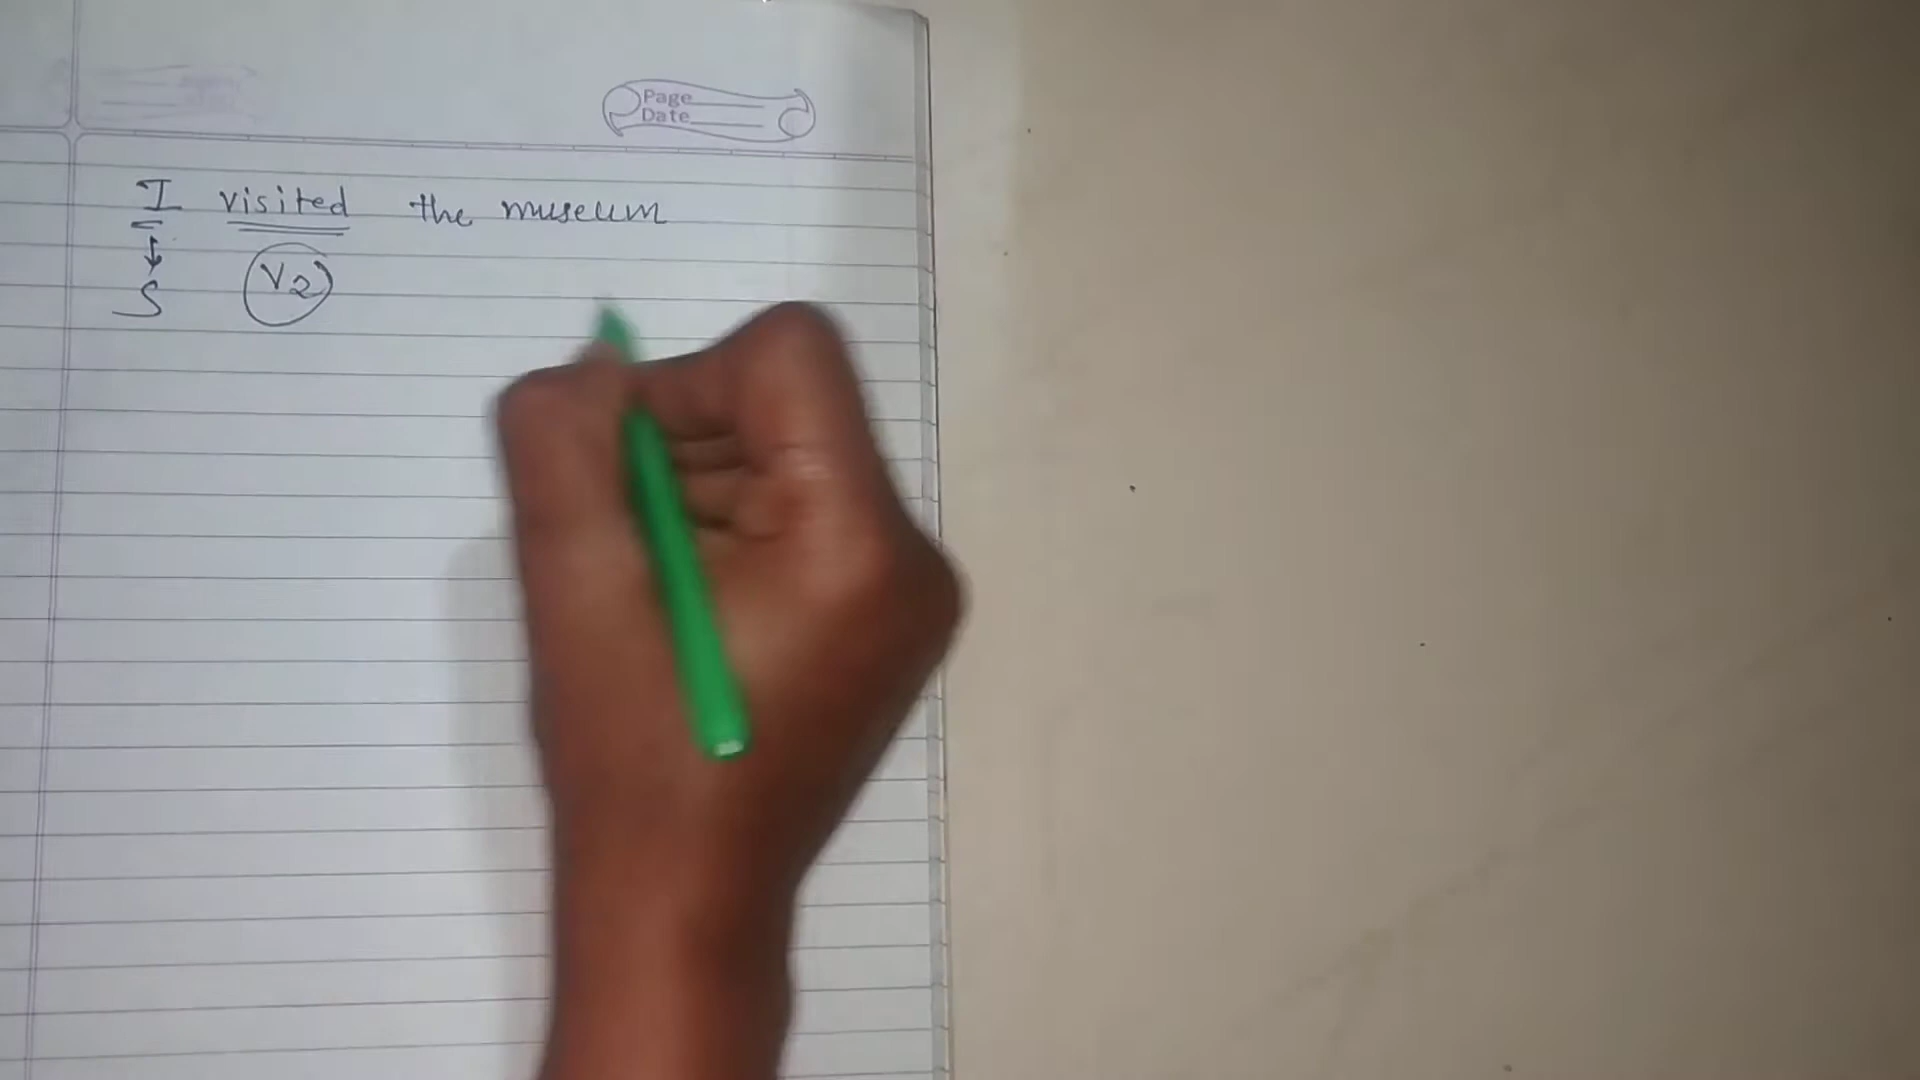 Page
Date
I visited the museum
↓
S V2